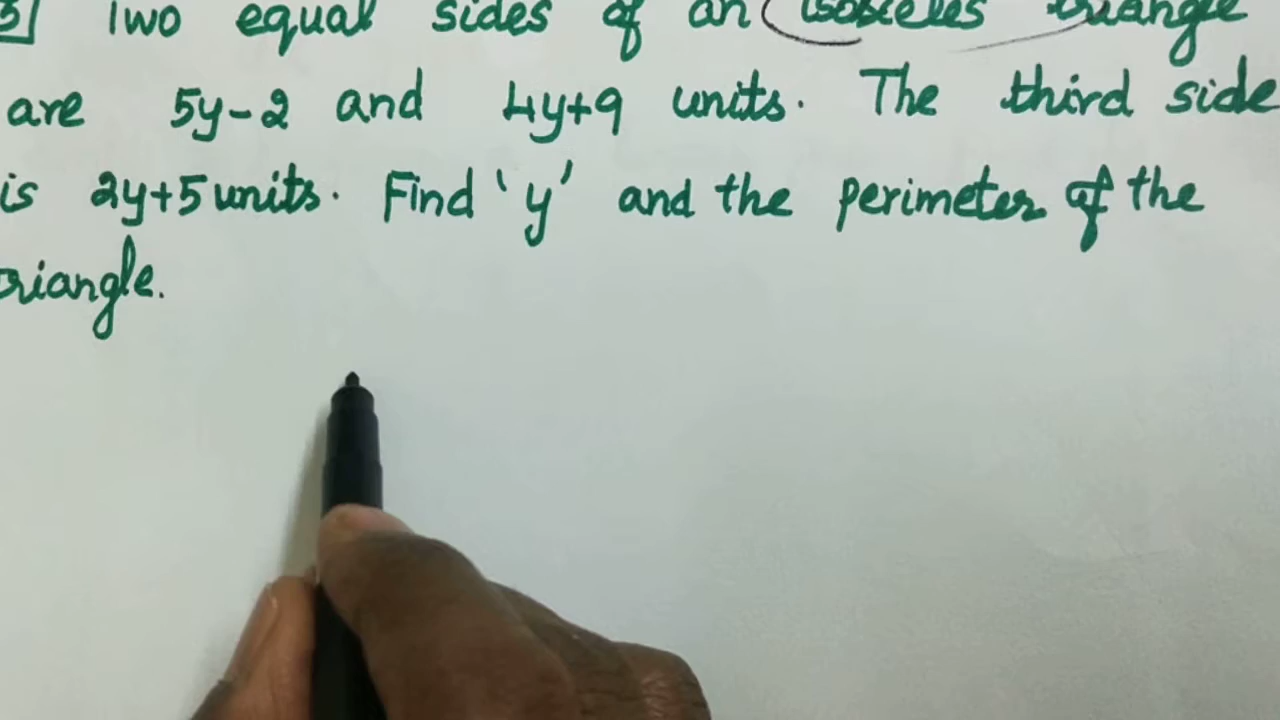 3] Two equal sides of an isosceles triangle
are 5y-2 and 4y+9 units. The third side
is 2y+5 units. Find 'y' and the perimeter of the
triangle.